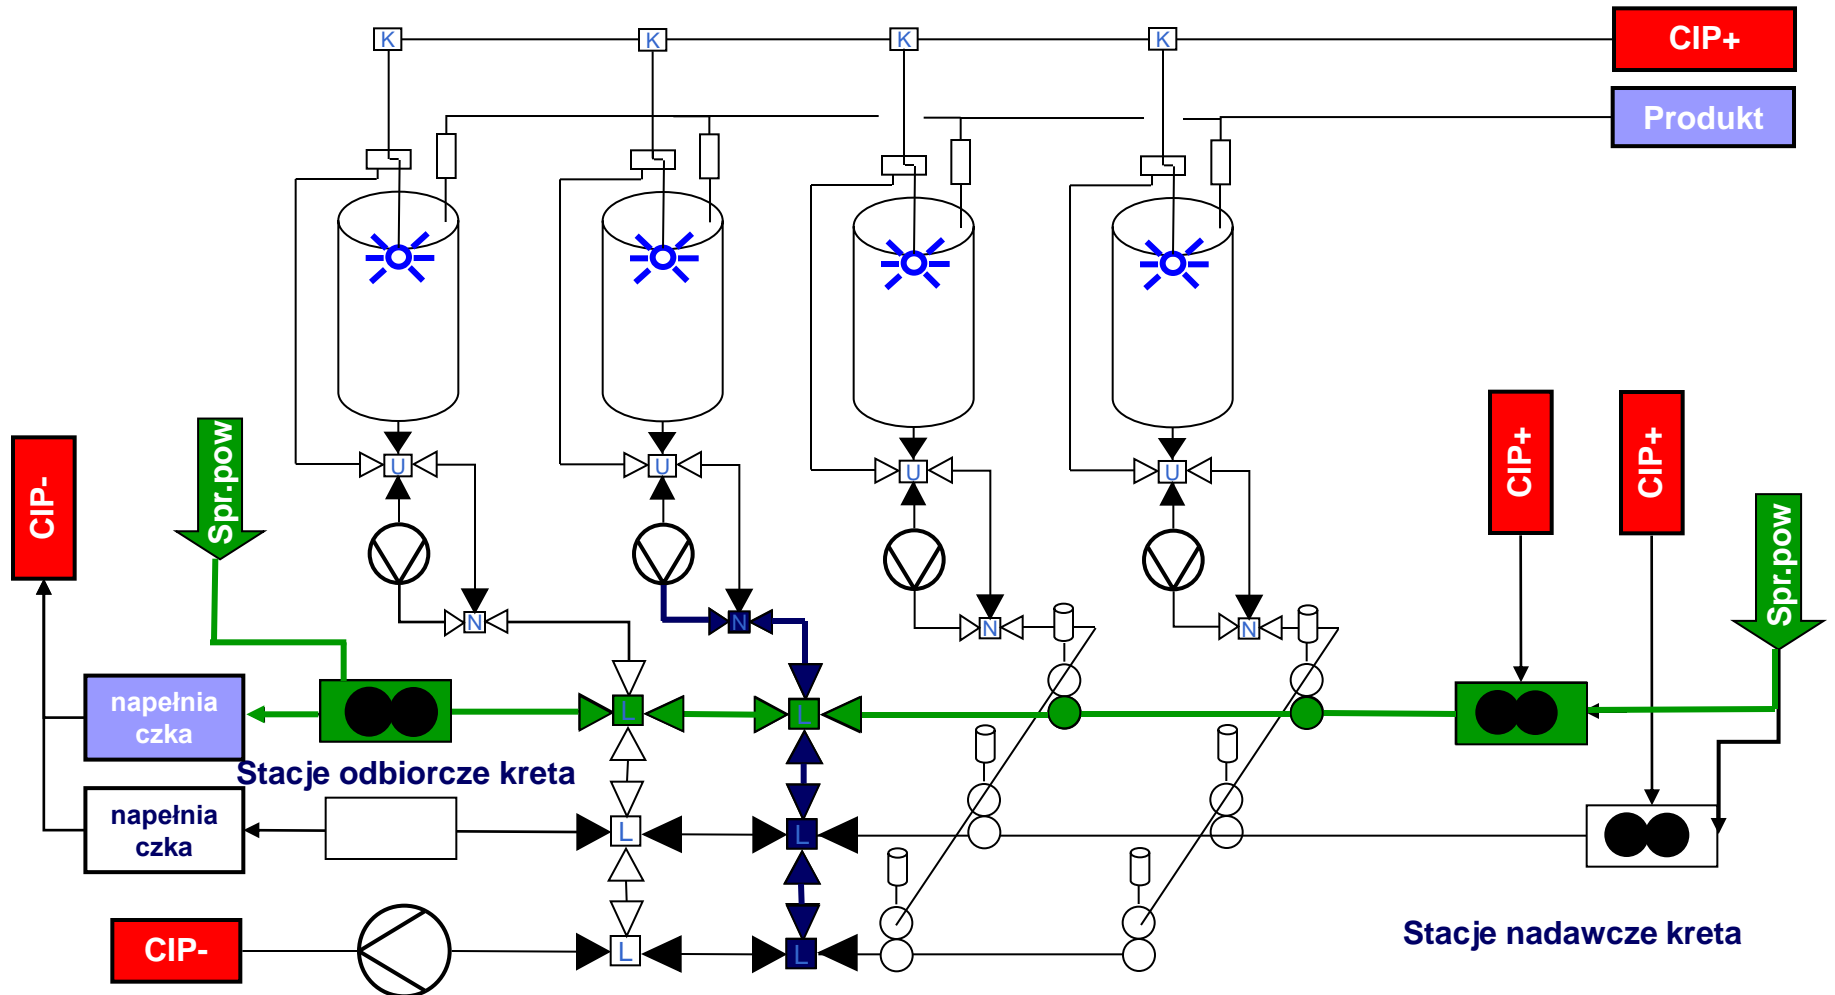 K K K K CIP+
Produkt
CIP+ CIP+
Spr.pow
CIP-
U U U U
Spr.pow
N N N N
napełnia
czka
L L
Stacje odbiorcze kreta
napełnia
czka
L L
Stacje nadawcze kreta
CIP-
L L